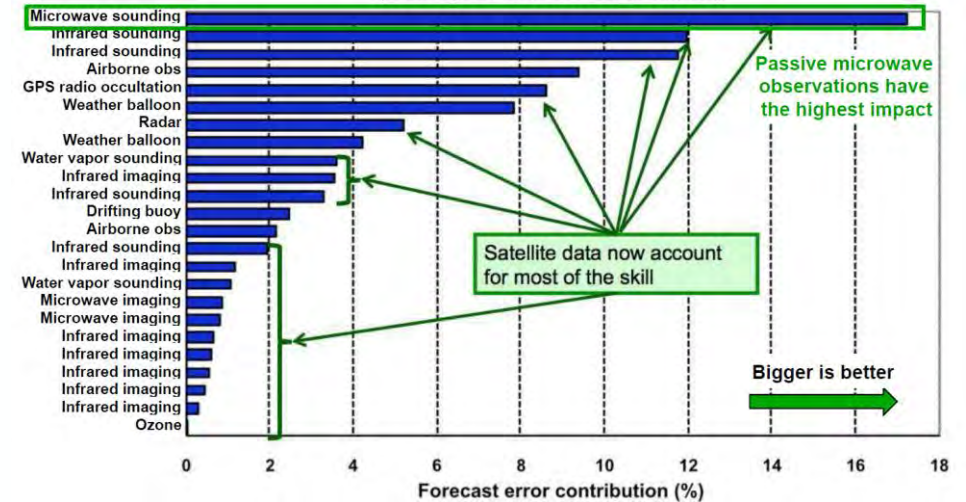 Microwave sounding
Infrared sounding
Infrared sounding
Airborne obs
GPS radio occultation
Weather balloon
Radar
Weather balloon
Water vapor sounding
Infrared imaging
Infrared sounding
Drifting buoy
Airborne obs
Infrared sounding
Infrared imaging
Water vapor sounding
Microwave imaging
Microwave imaging
Infrared imaging
Infrared imaging
Infrared imaging
Infrared imaging
Infrared imaging
Ozone
Passive microwave
observations have
the highest impact
Satellite data now account
for most of the skill
Bigger is better
0 2 4 6 8 10 12 14 16 18
Forecast error contribution (%)